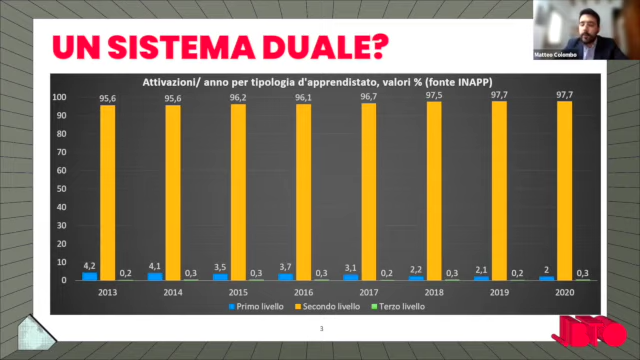 UN SISTEMA DUALE?
Matteo Colombo
Attivazioni/ anno per tipologia d'apprendistato, valori % (fonte INAPP)
100
90
80
70
60
50
40
30
20
10
0
4,2 95,6 0,2
4,1 95,6 0,3
3,5 96,2 0,3
3,7 96,1 0,3
3,1 96,7 0,2
2,2 97,5 0,3
2,1 97,7 0,2
2 97,7 0,3
2013 2014 2015 2016 2017 2018 2019 2020
Primo livello Secondo livello Terzo livello
3